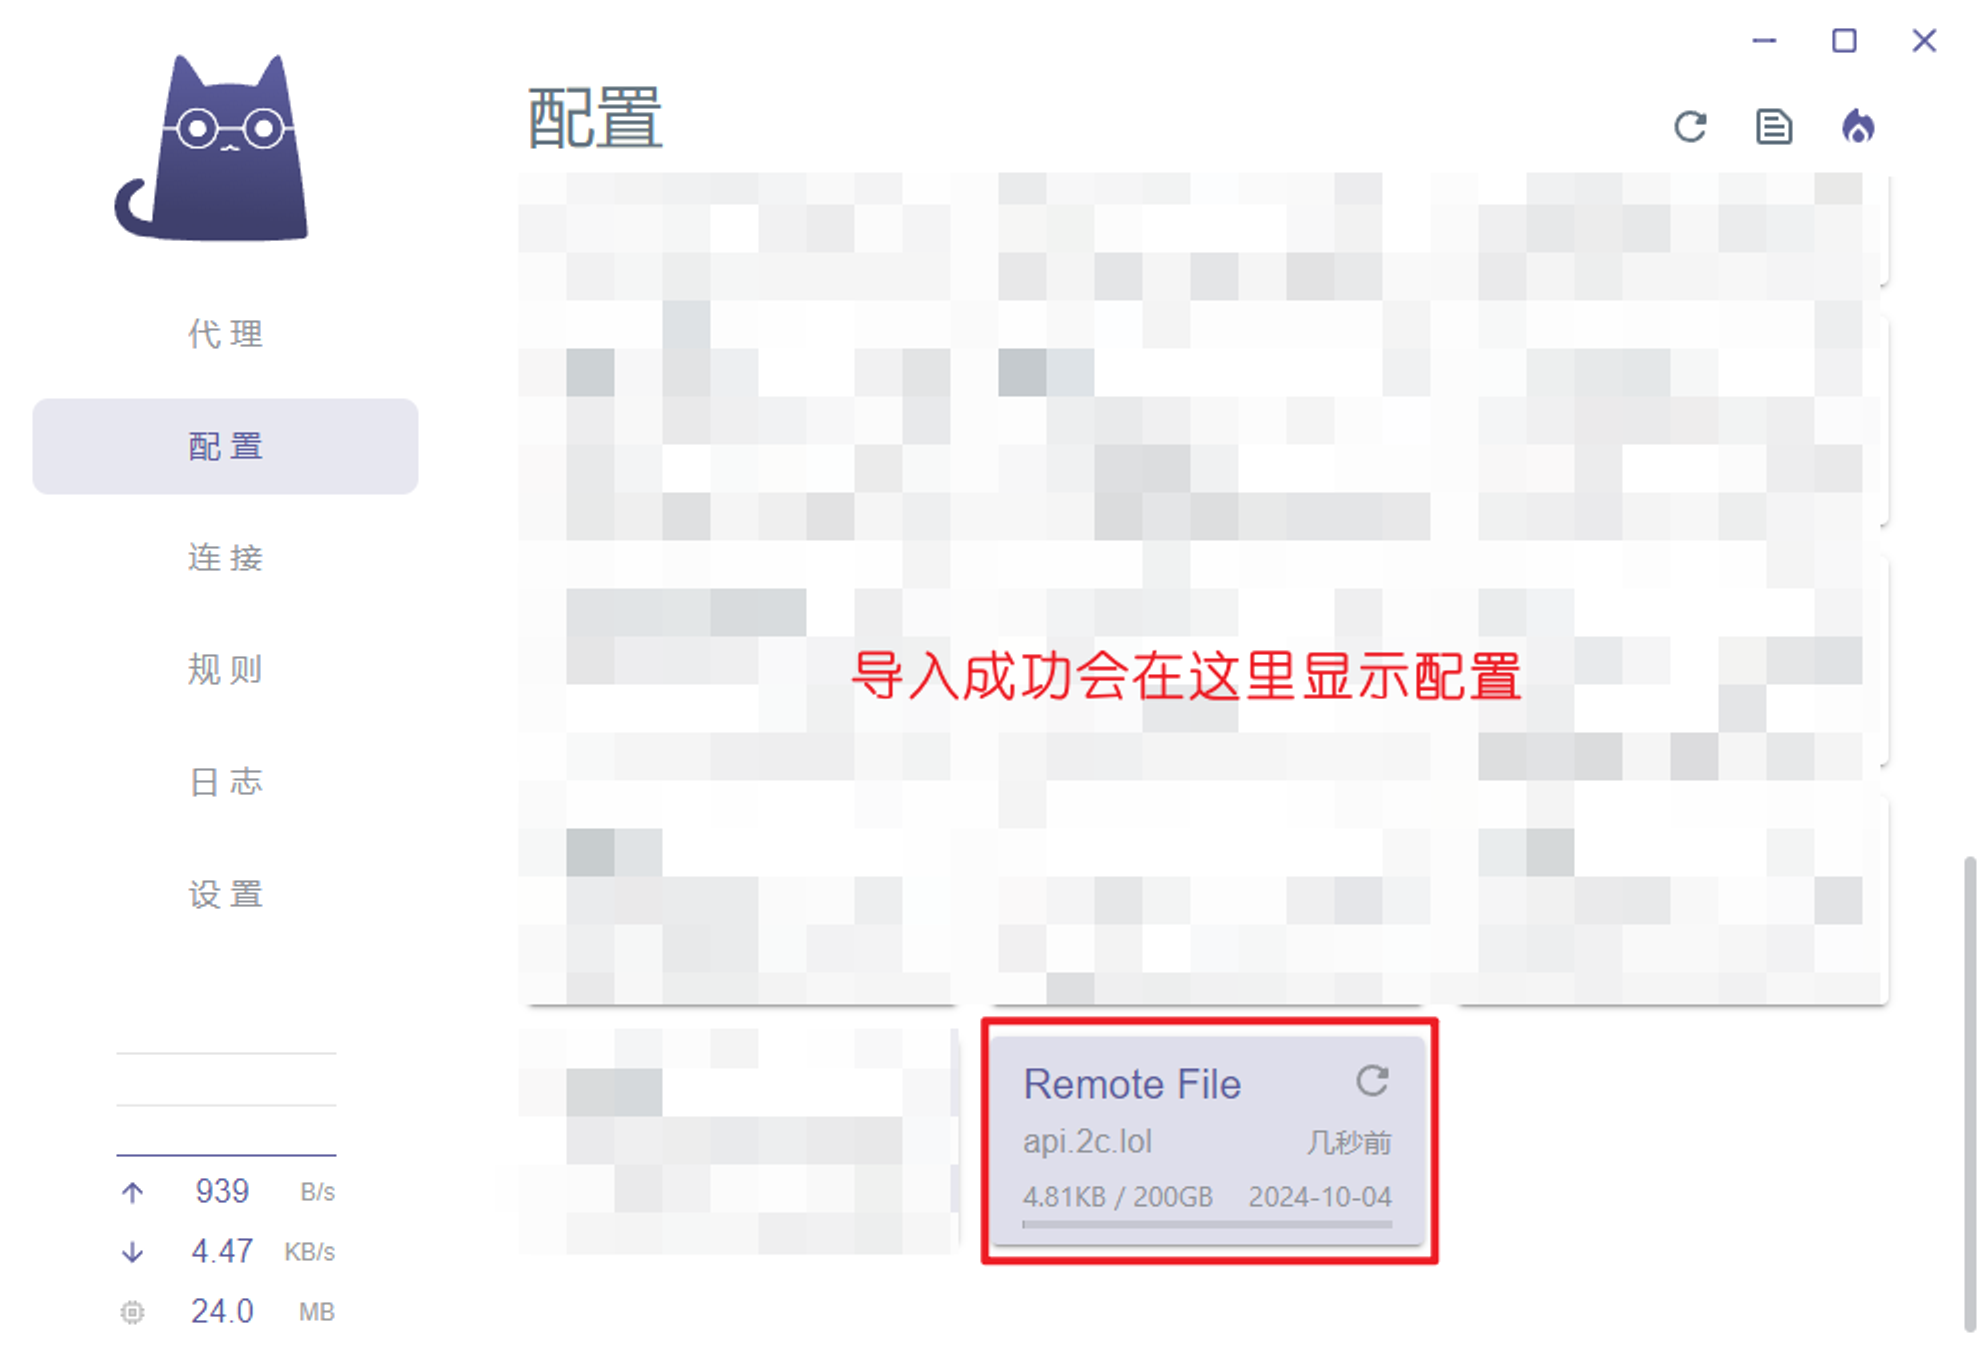 代理
配置
连接
规则
日志
设置
939 B/s
4.47 KB/s
24.0 MB
配置
导入成功会在这里显示配置
Remote File
api.2c.lol 几秒前
4.81KB / 200GB 2024-10-04